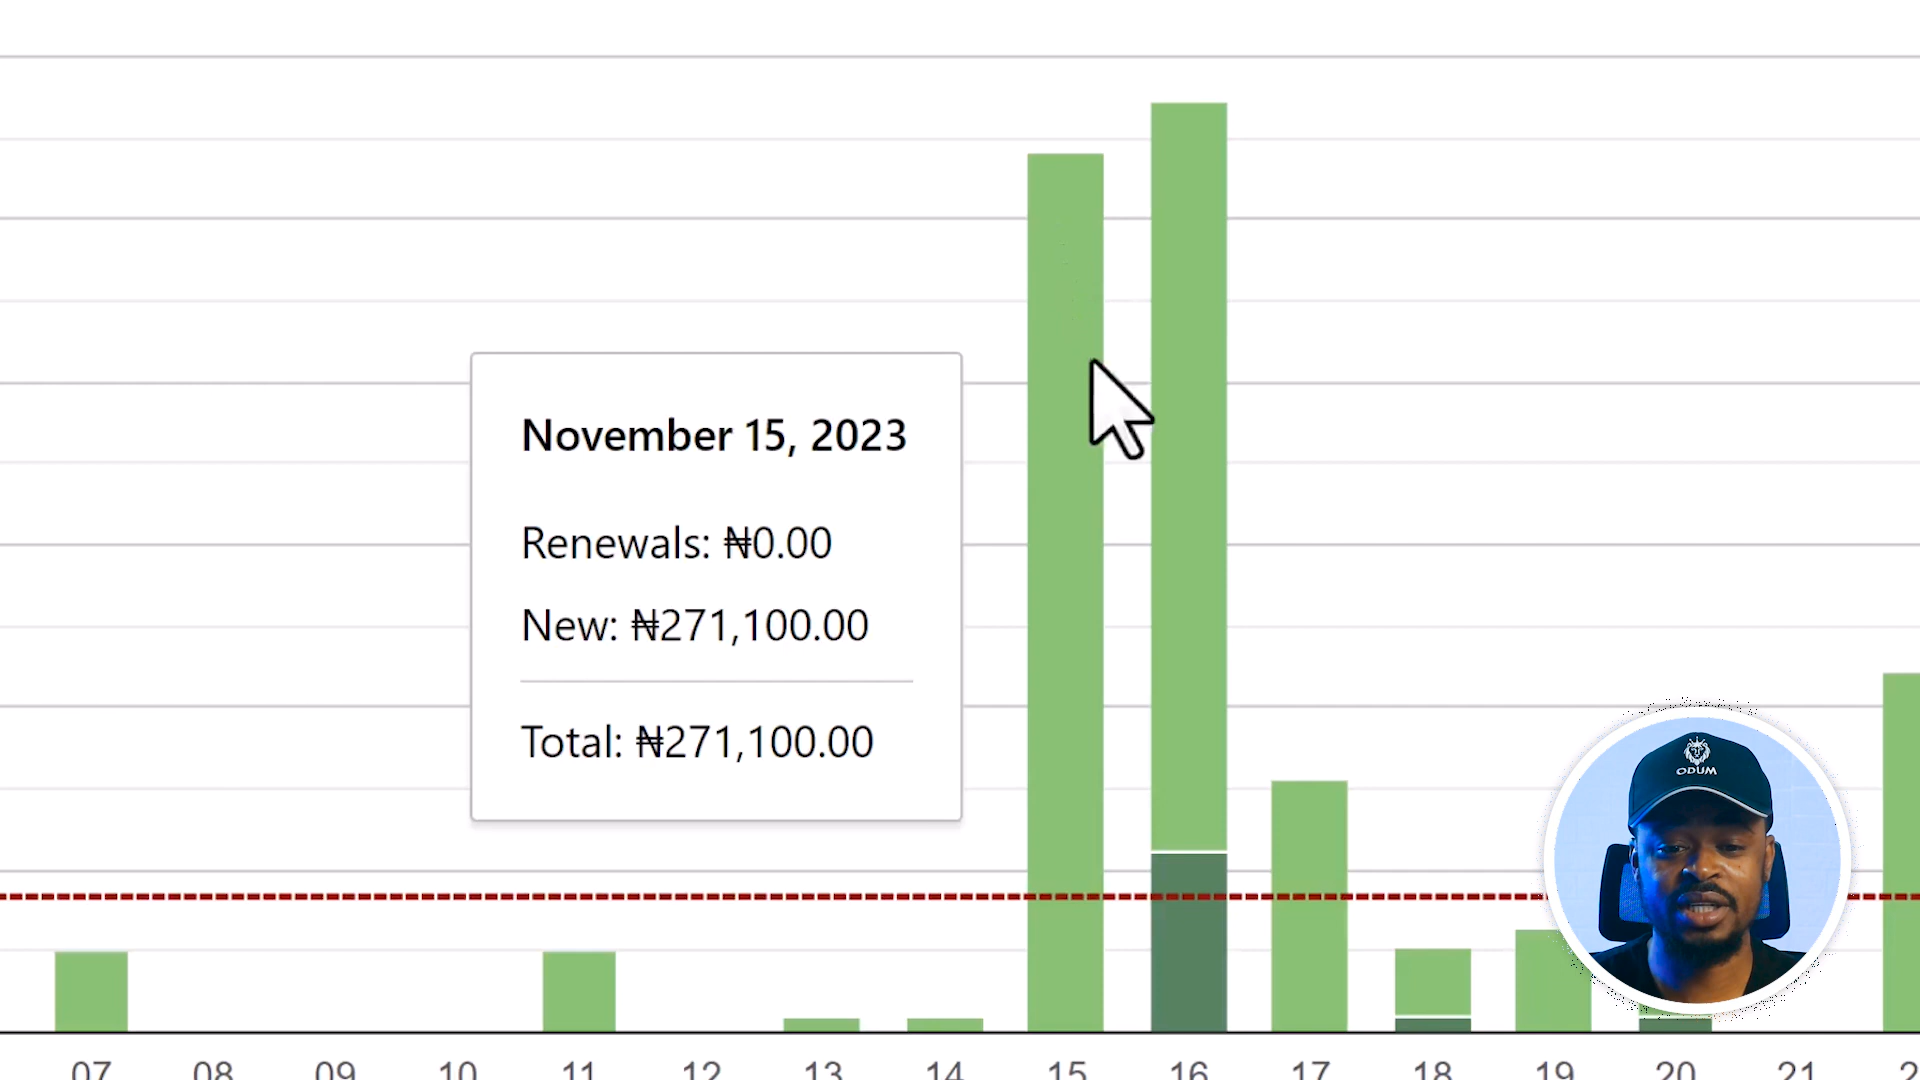 November 15, 2023
Renewals: ₦0.00
New: ₦271,100.00
Total: ₦271,100.00
ODUM
07 08 09 10 11 12 13 14 15 16 17 18 19 20 21